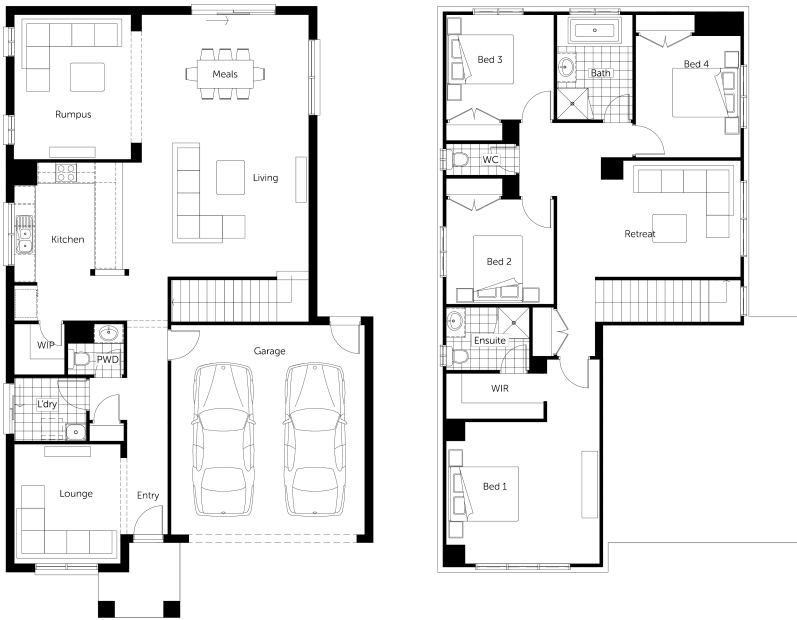 Meals
Rumpus
Living
Kitchen
WIP
PWD
Garage
L'dry
Lounge
Entry
Bed 3
Bath
Bed 4
WC
Retreat
Bed 2
Ensuite
WIR
Bed 1